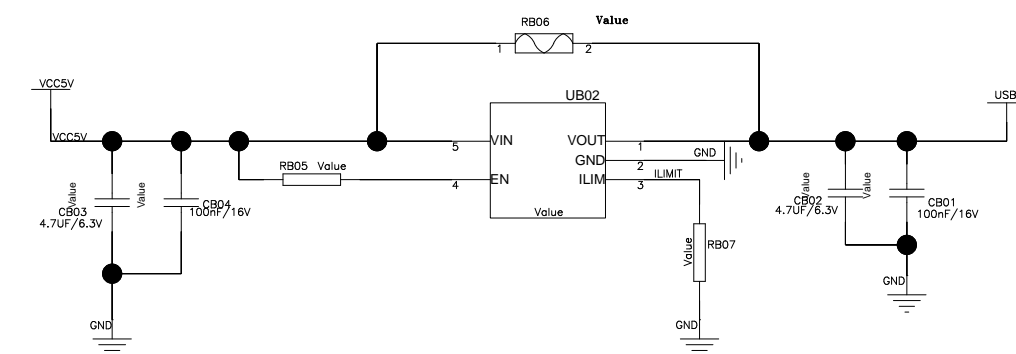 RB06 Value
1 2
VCC5V
UB02
USB
VCC5V
5 VIN VOUT 1
GND 2 GND
RB05 Value
4 EN ILIM 3 ILIMIT
Value
Value
Value
CB03
4.7UF/6.3V
CB04
100nF/16V
Value
Value
CB02
4.7UF/6.3V
CB01
100nF/16V
Value
RB07
GND
GND
GND